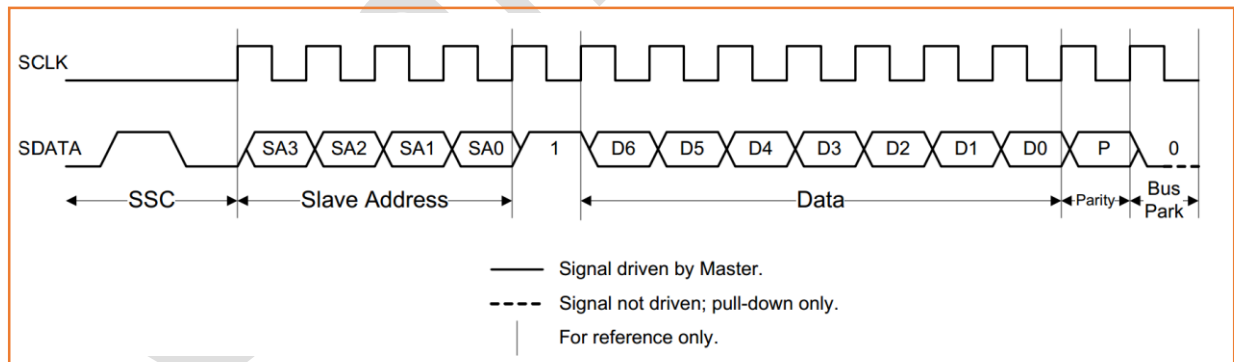 SCLK
SDATA SA3 SA2 SA1 SA0 1 D6 D5 D4 D3 D2 D1 D0 P 0
SSC Slave Address Data Parity Bus
Park
Signal driven by Master.
Signal not driven; pull-down only.
For reference only.